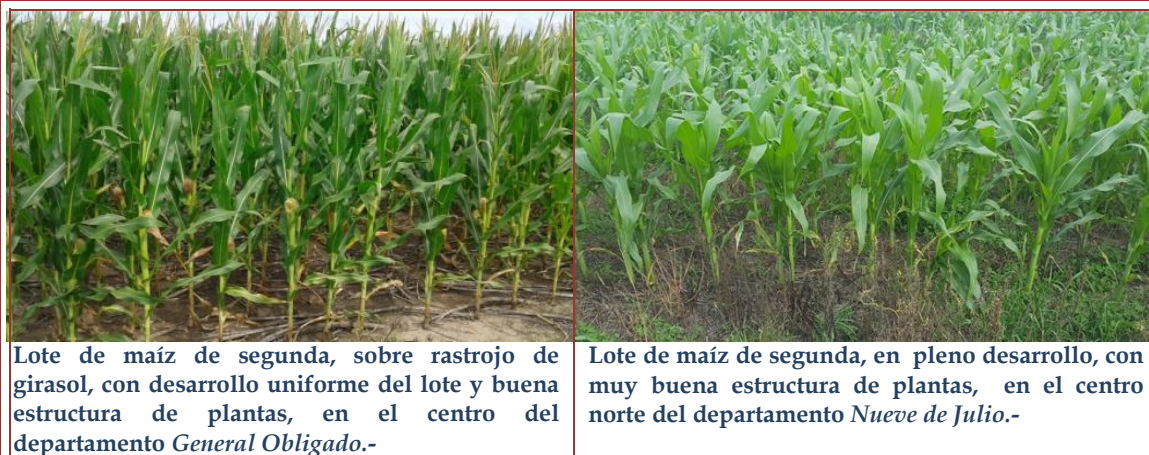 Lote de maíz de segunda, sobre rastrojo de
girasol, con desarrollo uniforme del lote y buena
estructura de plantas, en el centro del
departamento General Obligado.-
Lote de maíz de segunda, en pleno desarrollo, con
muy buena estructura de plantas, en el centro
norte del departamento Nueve de Julio.-